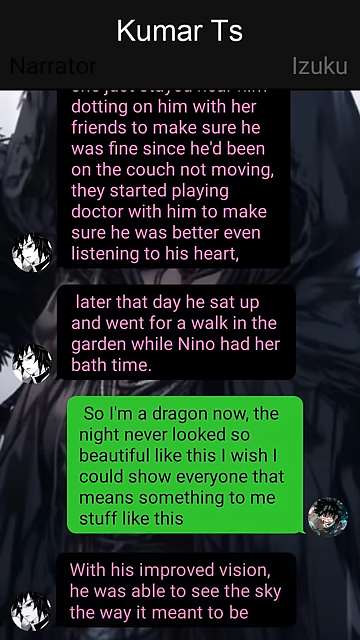 Kumar Ts
Narrator
Izuku
she just stayed near him
dotting on him with her
friends to make sure he
was fine since he'd been
on the couch not moving,
they started playing
doctor with him to make
sure he was better even
listening to his heart,
later that day he sat up
and went for a walk in the
garden while Nino had her
bath time.
So I'm a dragon now, the
night never looked so
beautiful like this I wish I
could show everyone that
means something to me
stuff like this
With his improved vision,
he was able to see the sky
the way it meant to be